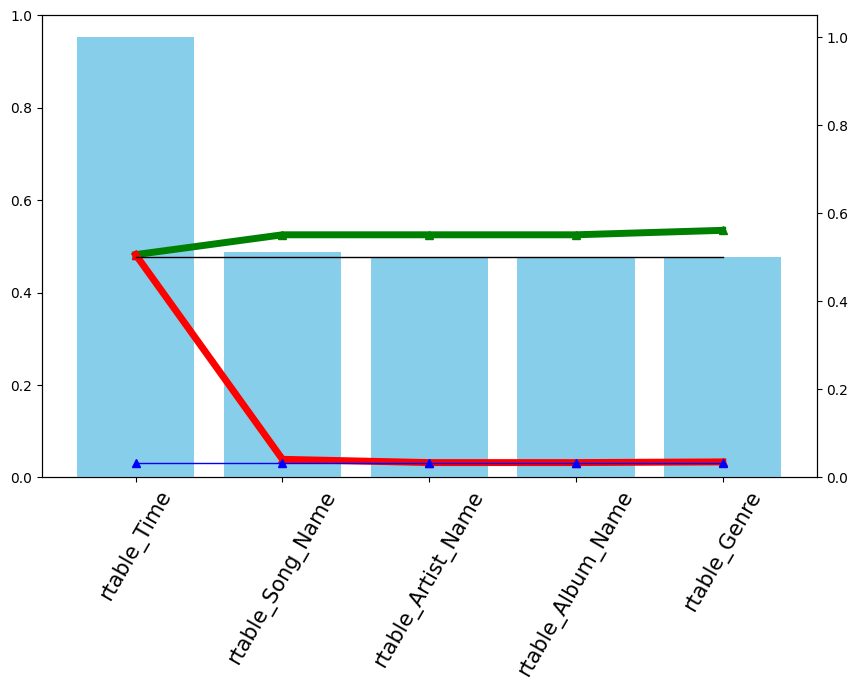 1.0
0.8
0.6
0.4
0.2
0.0
1.0
0.8
0.6
0.4
0.2
0.0
rtable_Time
rtable_Song_Name
rtable_Artist_Name
rtable_Album_Name
rtable_Genre